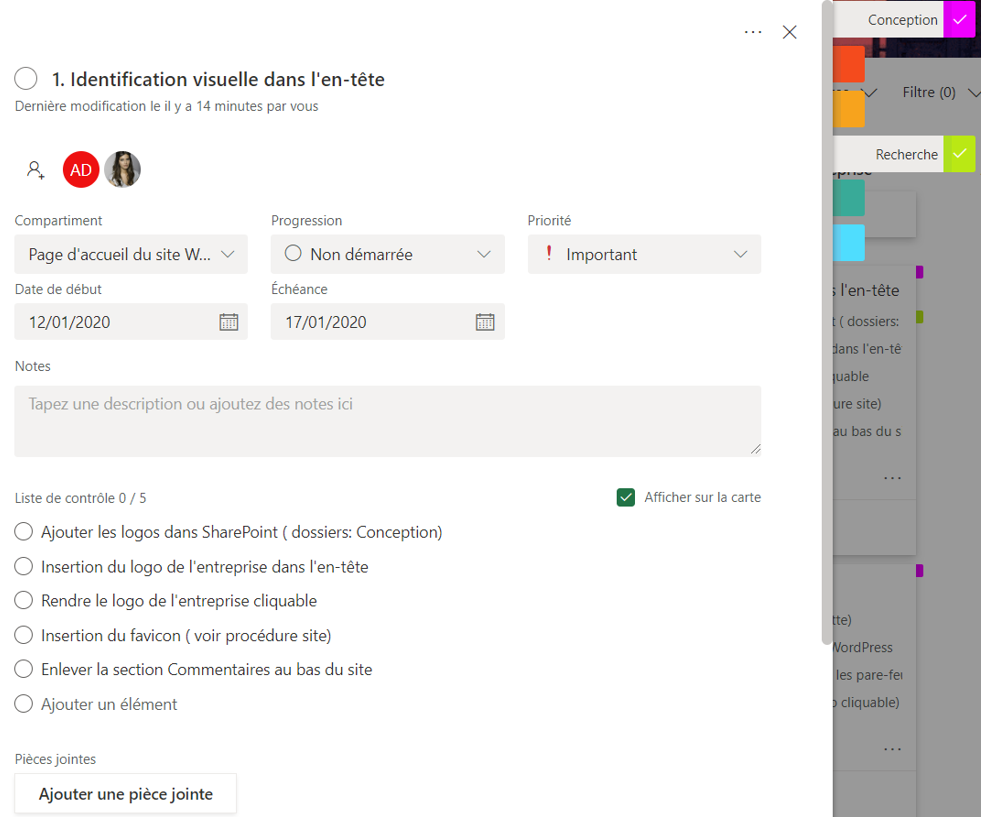 Conception
1. Identification visuelle dans l'en-tête
Dernière modification le il y a 14 minutes par vous
Filtre (0)
AD
Recherche
Compartiment
Progression
Priorité
Page d'accueil du site W...
Non démarrée
Important
Date de début
Échéance
12/01/2020
17/01/2020
Notes
Tapez une description ou ajoutez des notes ici
Liste de contrôle 0 / 5
Afficher sur la carte
Ajouter les logos dans SharePoint ( dossiers: Conception)
Insertion du logo de l'entreprise dans l'en-tête
Rendre le logo de l'entreprise cliquable
Insertion du favicon ( voir procédure site)
Enlever la section Commentaires au bas du site
Ajouter un élément
Pièces jointes
Ajouter une pièce jointe
s l'en-tête
t ( dossiers:
dans l'en-tê
quable
ure site)
au bas du s
...
tte)
WordPress
les pare-feu
o cliquable)
...